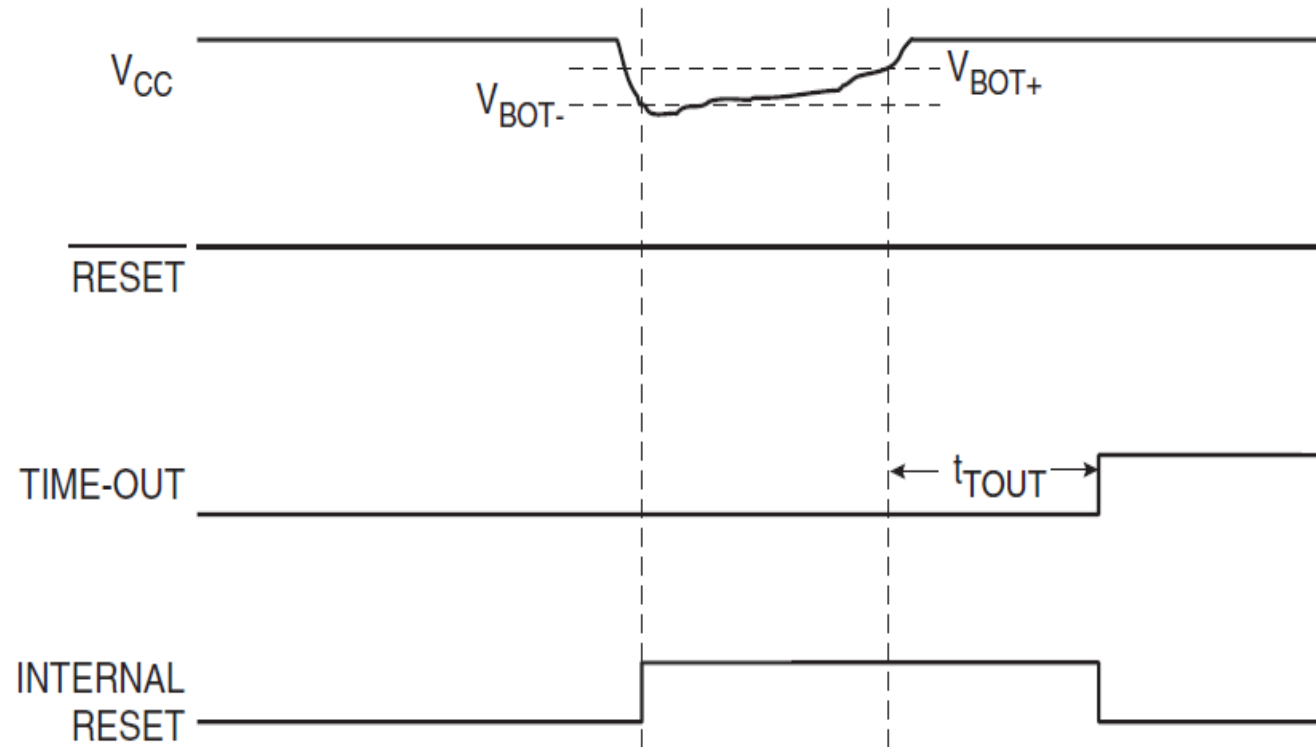 VCC
VBOT-
VBOT+
RESET
TIME-OUT
tTOUT
INTERNAL
RESET